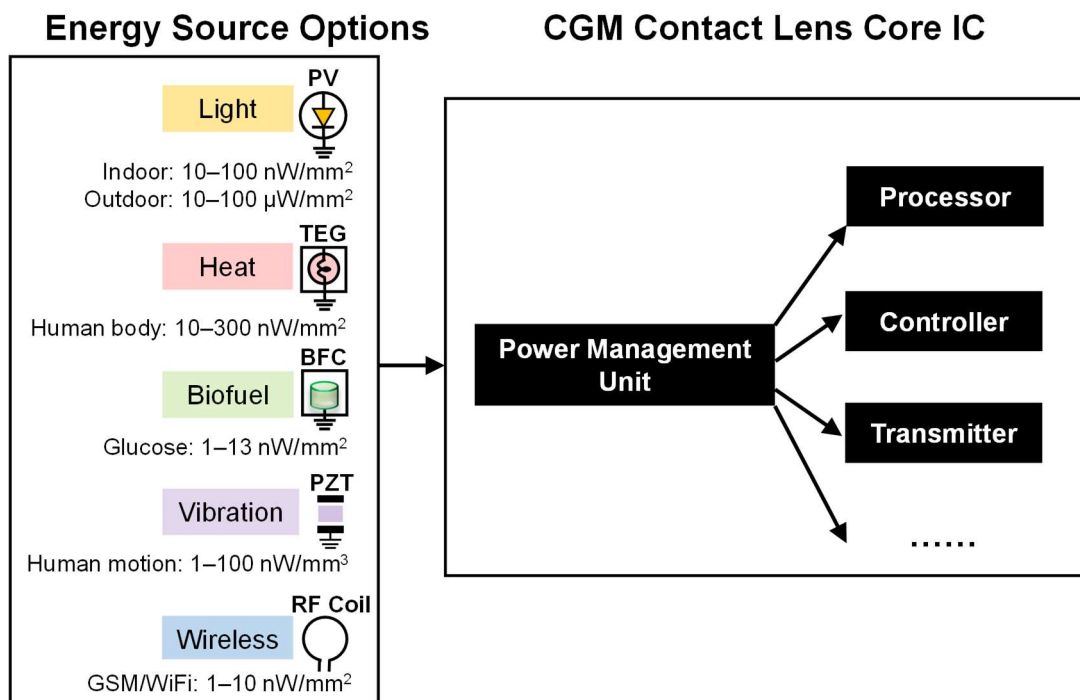 Energy Source Options
CGM Contact Lens Core IC
PV
Light
Indoor: 10–100 nW/mm²
Outdoor: 10–100 µW/mm²
TEG
Heat
Human body: 10–300 nW/mm²
BFC
Biofuel
Glucose: 1–13 nW/mm²
PZT
Vibration
Human motion: 1–100 nW/mm³
RF Coil
Wireless
GSM/WiFi: 1–10 nW/mm²
Power Management
Unit
Processor
Controller
Transmitter
......